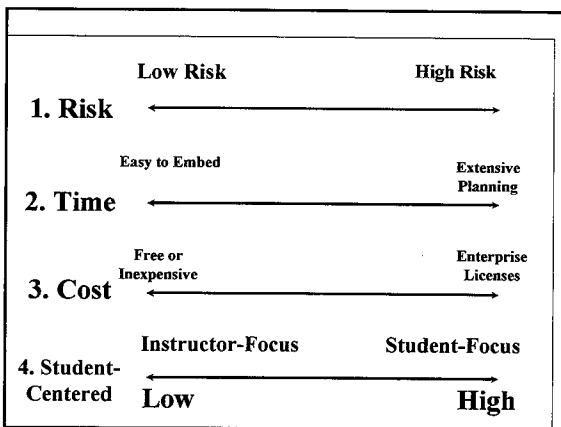 Low Risk High Risk
1. Risk
Easy to Embed Extensive
Planning
2. Time
Free or Enterprise
Inexpensive Licenses
3. Cost
Instructor-Focus Student-Focus
4. Student-
Centered
Low High